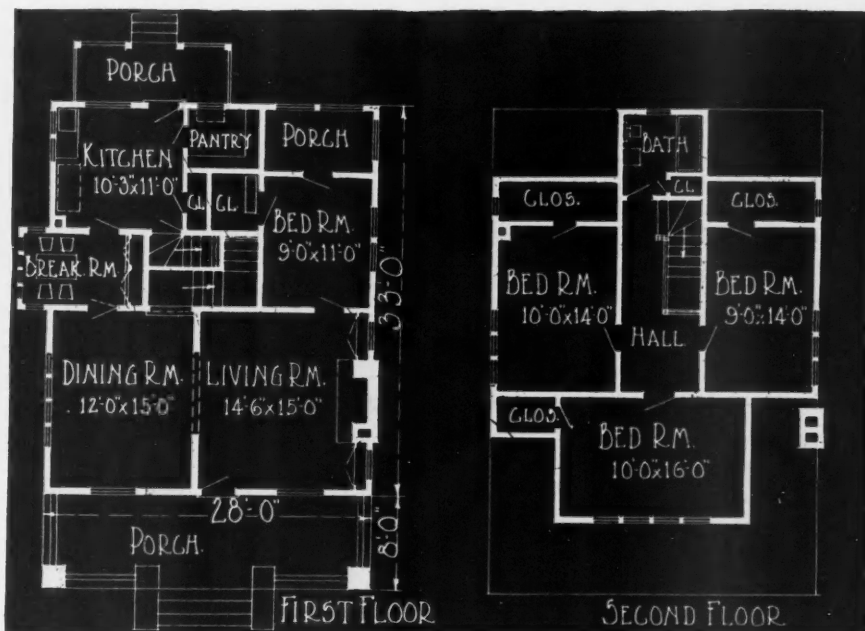 PORCH
KITCHEN
10'-3"x11'-0"
PANTRY
PORCH
CL.
CL.
BED RM.
9'-0"x11'-0"
BREAK. RM.
DINING RM.
12'-0"x15'-0"
LIVING RM.
14'-6"x15'-0"
33'-0"
28'-0"
8'-0"
PORCH.
FIRST FLOOR
BATH
CL.
CLOS.
CLOS.
BED RM.
10'-0"x14'-0"
BED RM.
9'-0"x14'-0"
HALL
CLOS.
BED RM.
10'-0"x16'-0"
SECOND FLOOR